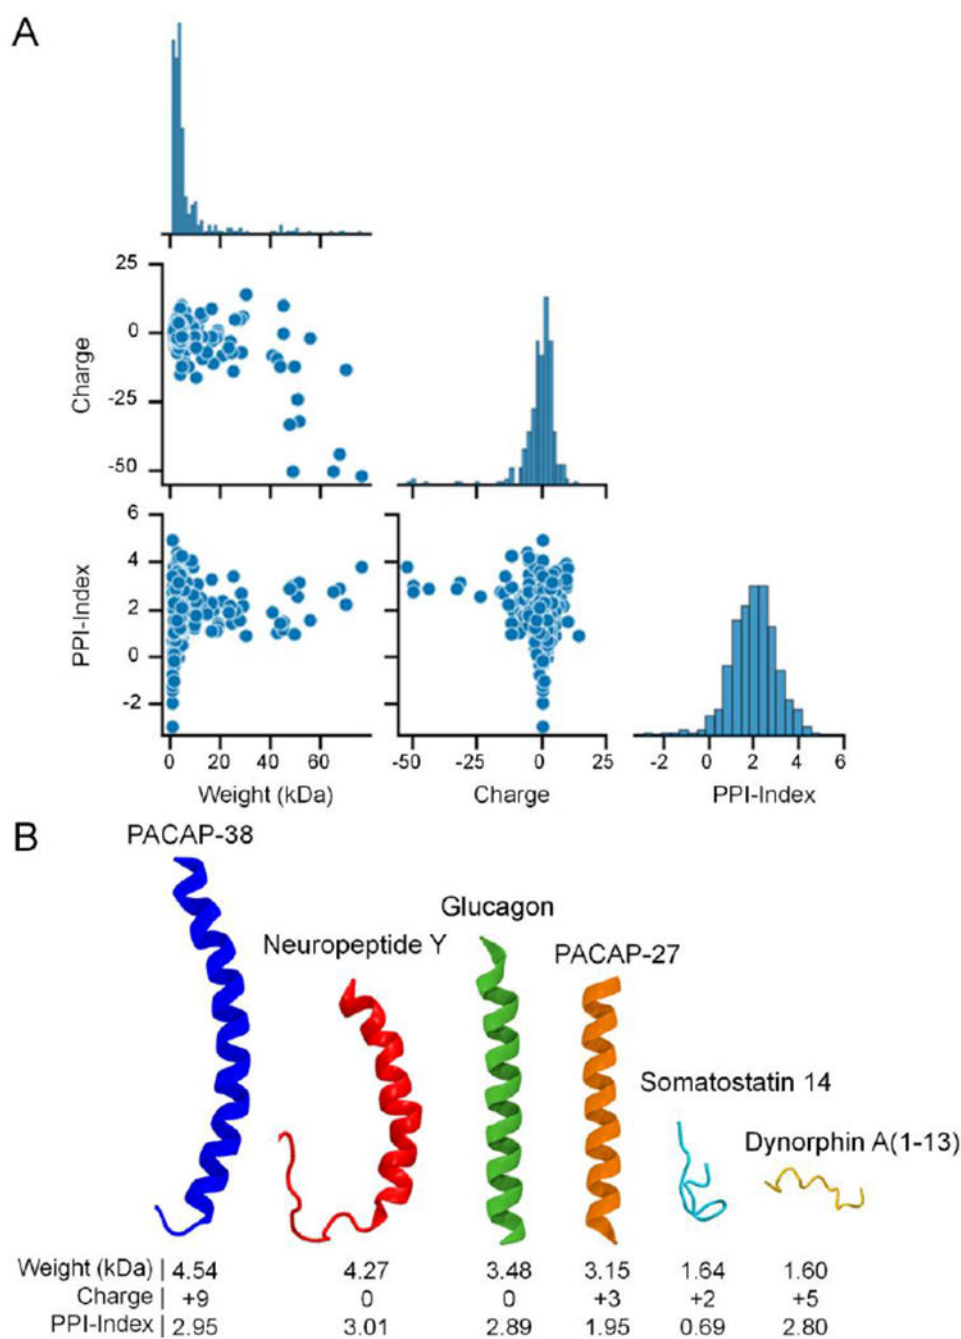 A
25
0
-25
-50
Charge
6
4
2
0
-2
PPI-Index
0 20 40 60
-50 -25 0 25
-2 0 2 4 6
Weight (kDa)
Charge
PPI-Index
B
PACAP-38
Glucagon
Neuropeptide Y
PACAP-27
Somatostatin 14
Dynorphin A(1-13)
Weight (kDa) | 4.54 4.27 3.48 3.15 1.64 1.60
Charge | +9 0 0 +3 +2 +5
PPI-Index | 2.95 3.01 2.89 1.95 0.69 2.80